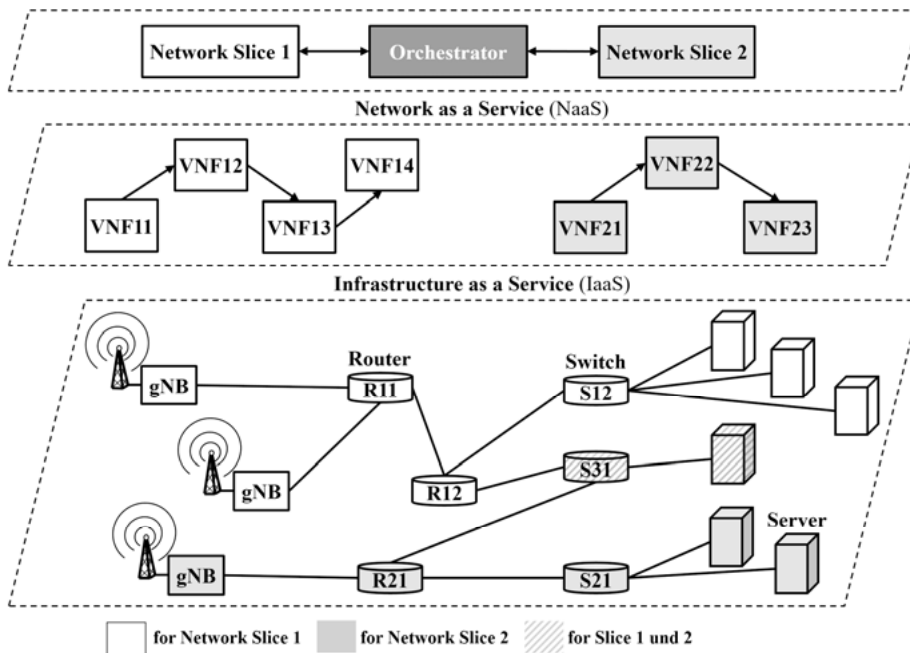 Network Slice 1 Orchestrator Network Slice 2
Network as a Service (NaaS)
VNF12 VNF14 VNF22
VNF11 VNF13 VNF21 VNF23
Infrastructure as a Service (IaaS)
Router Switch
gNB R11 S12
gNB R12 S31
Server
gNB R21 S21
for Network Slice 1 for Network Slice 2 for Slice 1 und 2